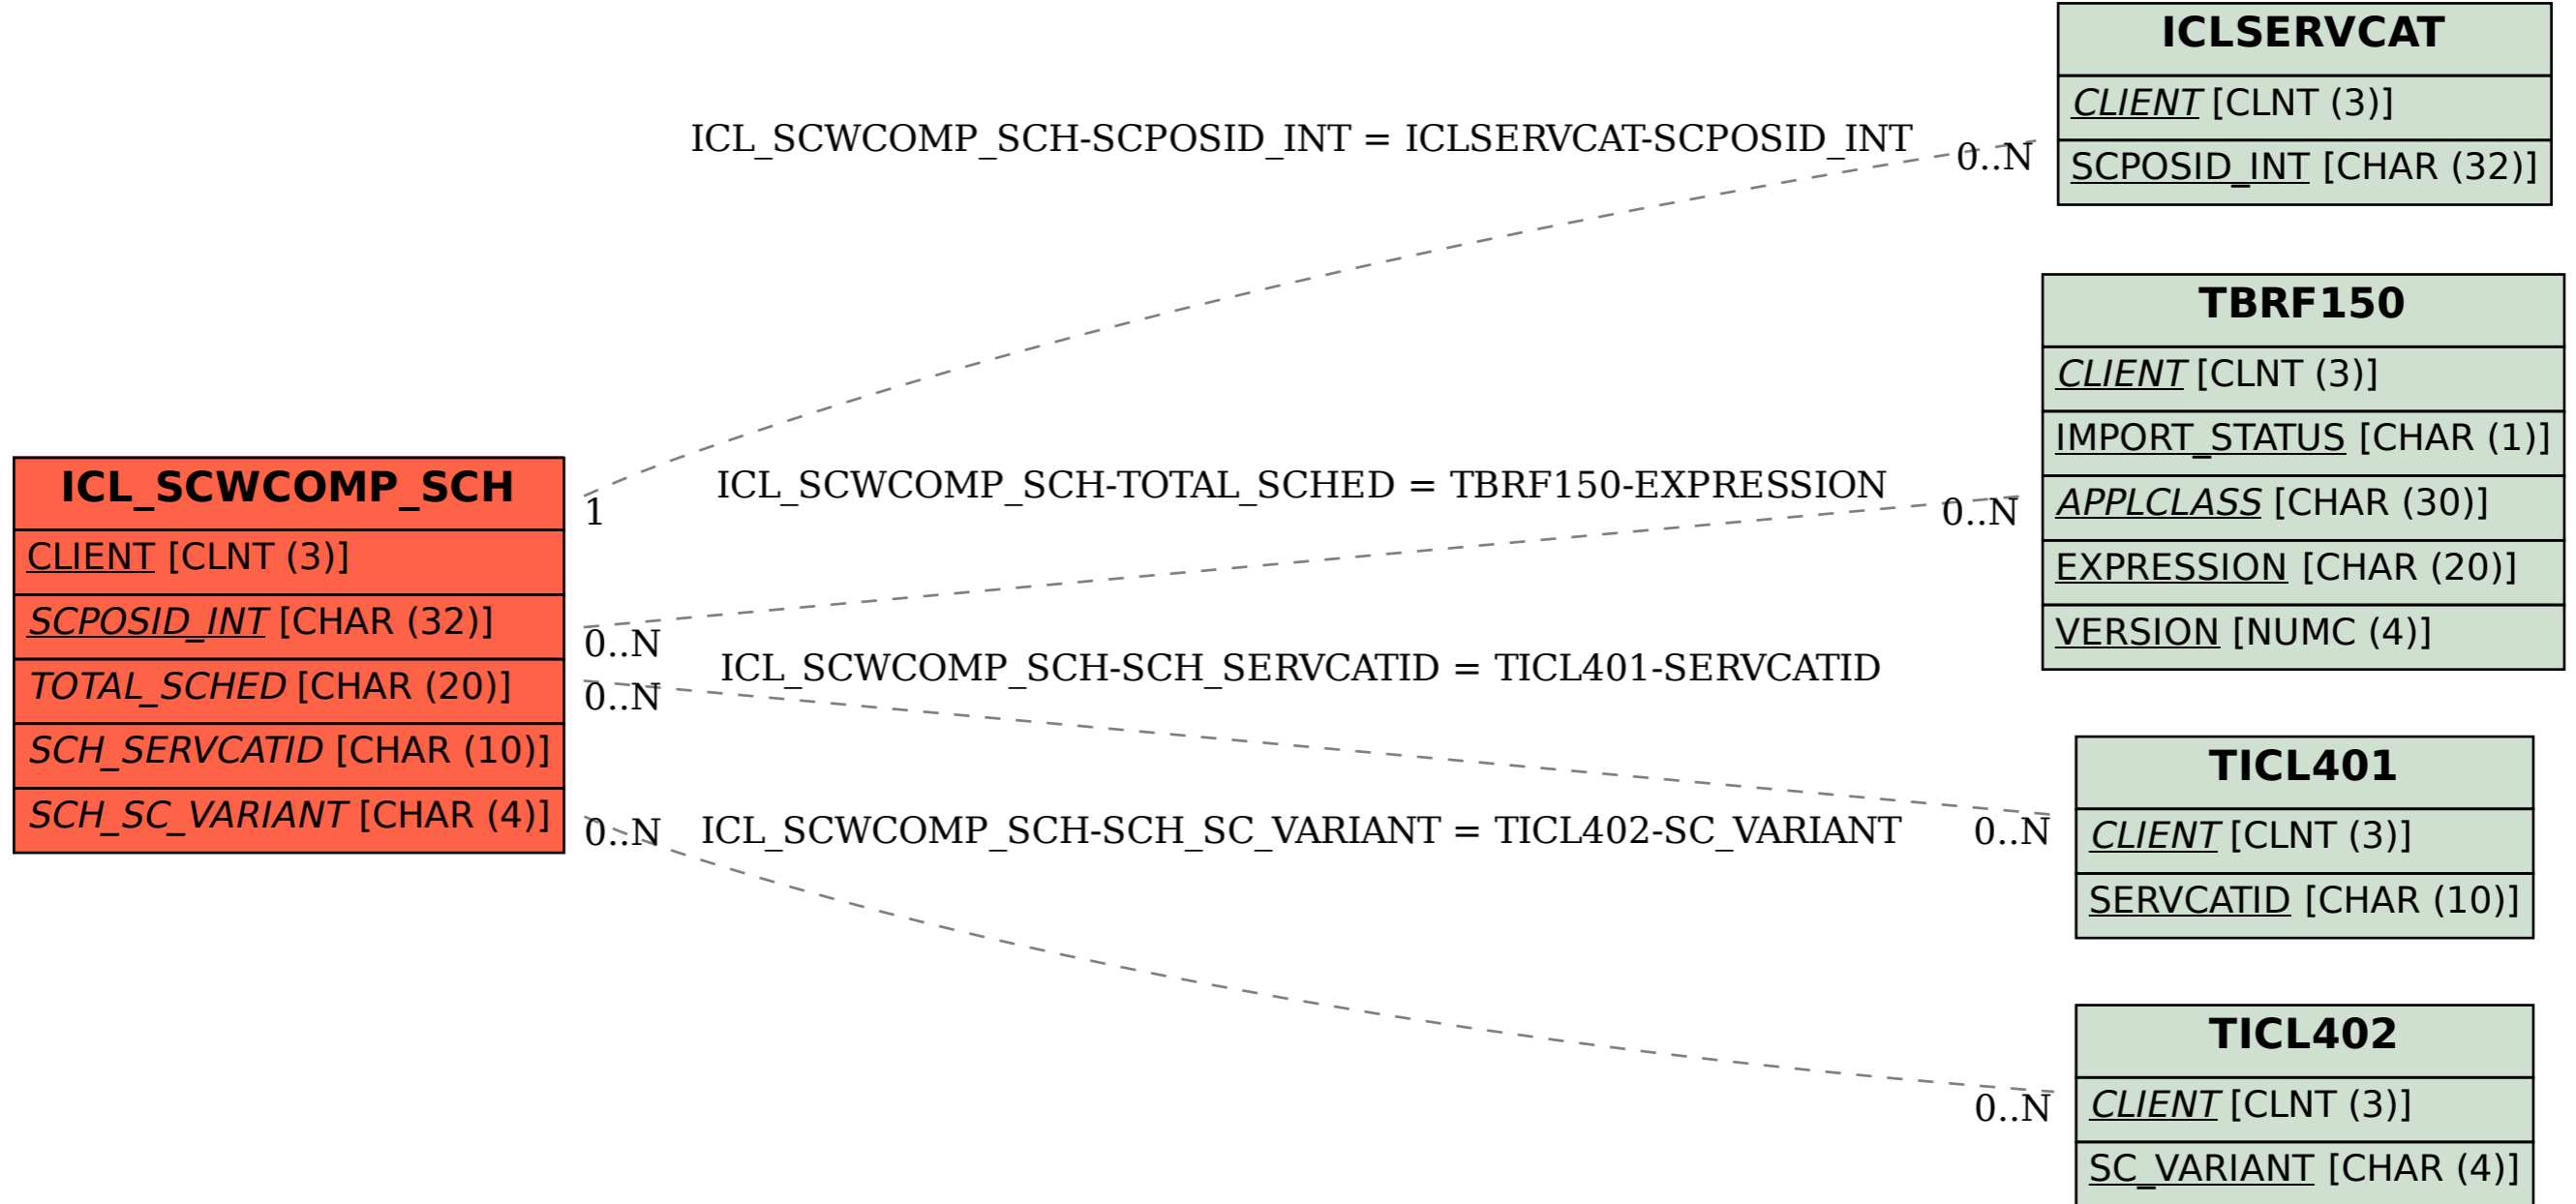 ICL_SCWCOMP_SCH
CLIENT [CLNT (3)]
SCPOSID_INT [CHAR (32)]
TOTAL_SCHED [CHAR (20)]
SCH_SERVCATID [CHAR (10)]
SCH_SC_VARIANT [CHAR (4)]
ICL_SCWCOMP_SCH-SCPOSID_INT = ICLSERVCAT-SCPOSID_INT
1
0..N
ICL_SCWCOMP_SCH-TOTAL_SCHED = TBRF150-EXPRESSION
0..N
0..N
ICL_SCWCOMP_SCH-SCH_SERVCATID = TICL401-SERVCATID
0..N
0..N
ICL_SCWCOMP_SCH-SCH_SC_VARIANT = TICL402-SC_VARIANT
0..N
0..N
ICLSERVCAT
CLIENT [CLNT (3)]
SCPOSID_INT [CHAR (32)]
TBRF150
CLIENT [CLNT (3)]
IMPORT_STATUS [CHAR (1)]
APPLCLASS [CHAR (30)]
EXPRESSION [CHAR (20)]
VERSION [NUMC (4)]
TICL401
CLIENT [CLNT (3)]
SERVCATID [CHAR (10)]
TICL402
CLIENT [CLNT (3)]
SC_VARIANT [CHAR (4)]